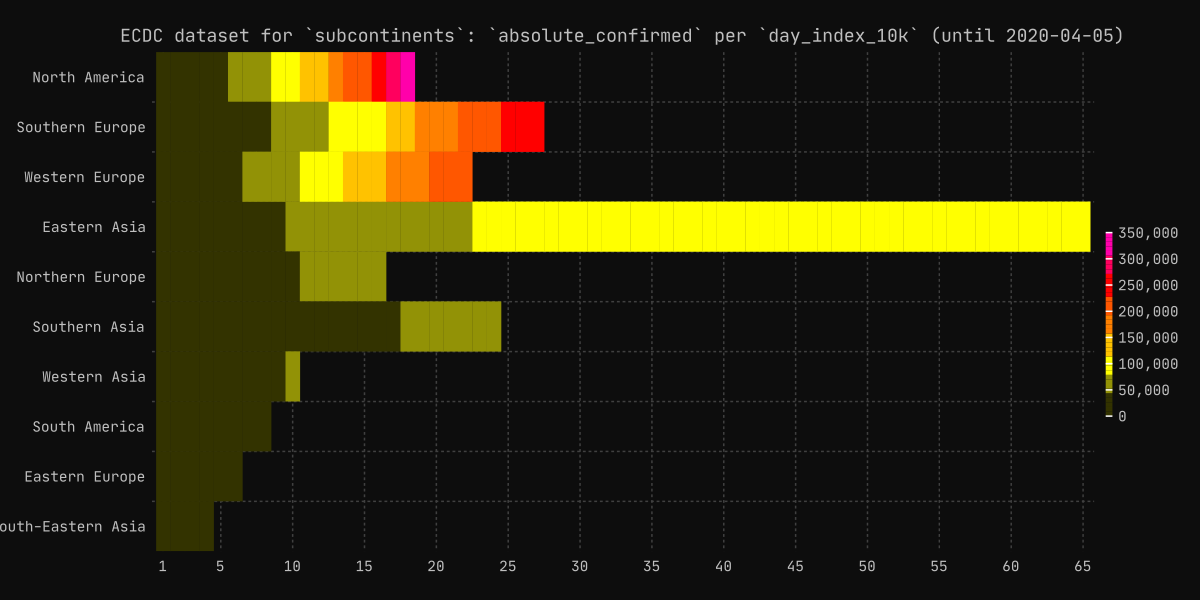 ECDC dataset for `subcontinents`: `absolute_confirmed` per `day_index_10k` (until 2020-04-05)
North America
Southern Europe
Western Europe
Eastern Asia
Northern Europe
Southern Asia
Western Asia
South America
Eastern Europe
outh-Eastern Asia
350,000
300,000
250,000
200,000
150,000
100,000
50,000
0
1 5 10 15 20 25 30 35 40 45 50 55 60 65